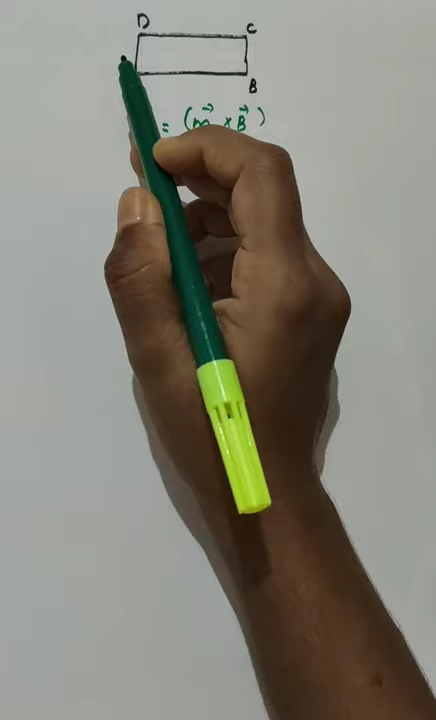 D C
B
= (m⃗ × B⃗ )